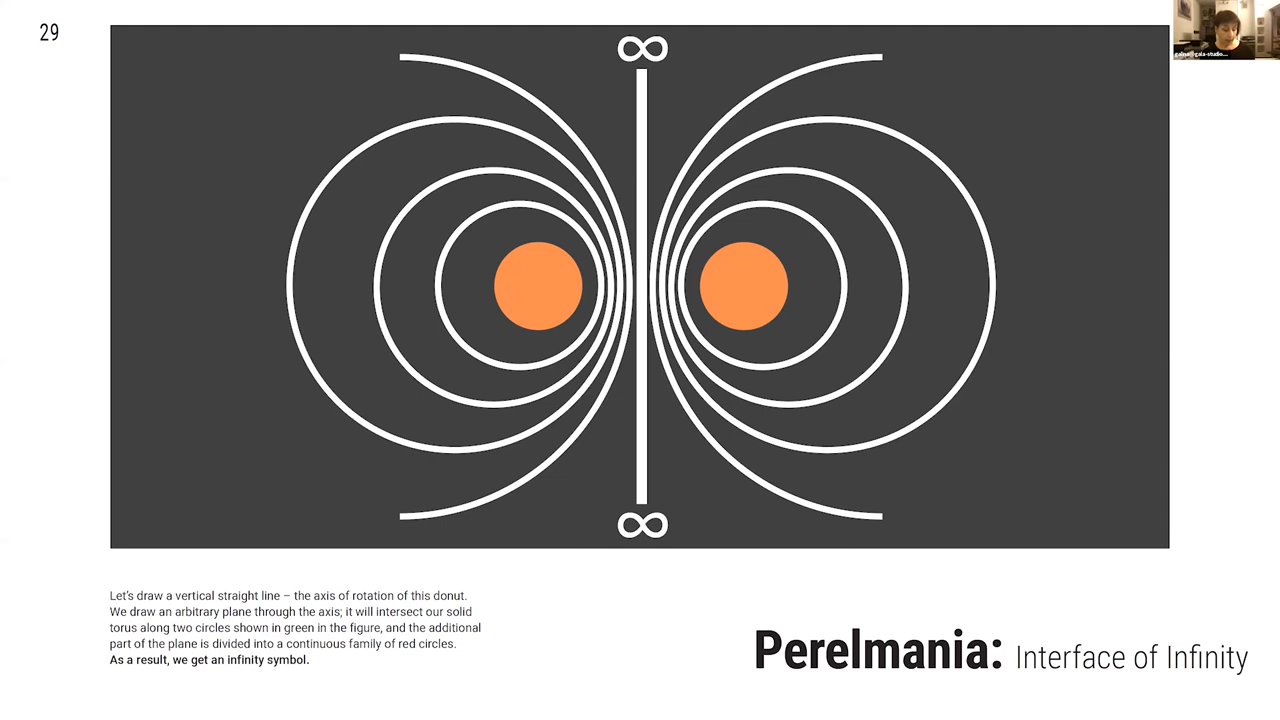 29
∞
∞
Let's draw a vertical straight line – the axis of rotation of this donut.
We draw an arbitrary plane through the axis; it will intersect our solid
torus along two circles shown in green in the figure, and the additional
part of the plane is divided into a continuous family of red circles.
As a result, we get an infinity symbol.
Perelmania: Interface of Infinity